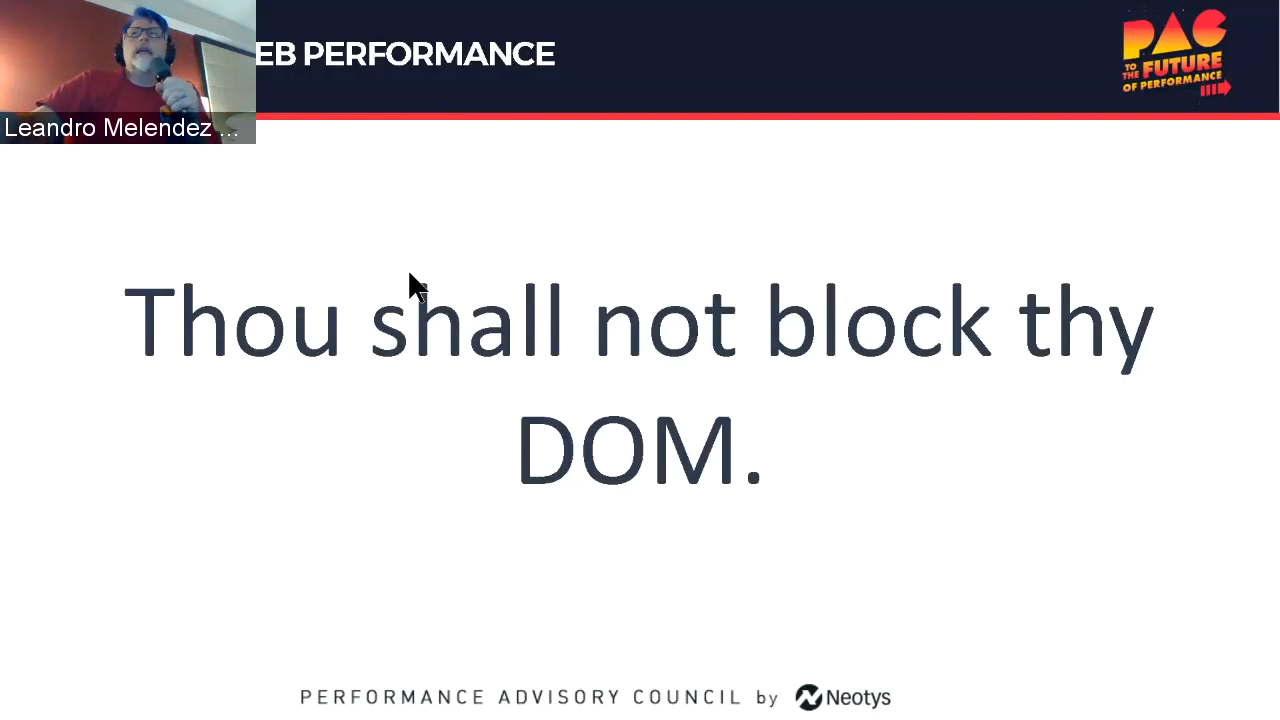 EB PERFORMANCE
PAC
TO THE FUTURE
OF PERFORMANCE
Leandro Melendez ...
Thou shall not block thy
DOM.
PERFORMANCE ADVISORY COUNCIL by Neotys